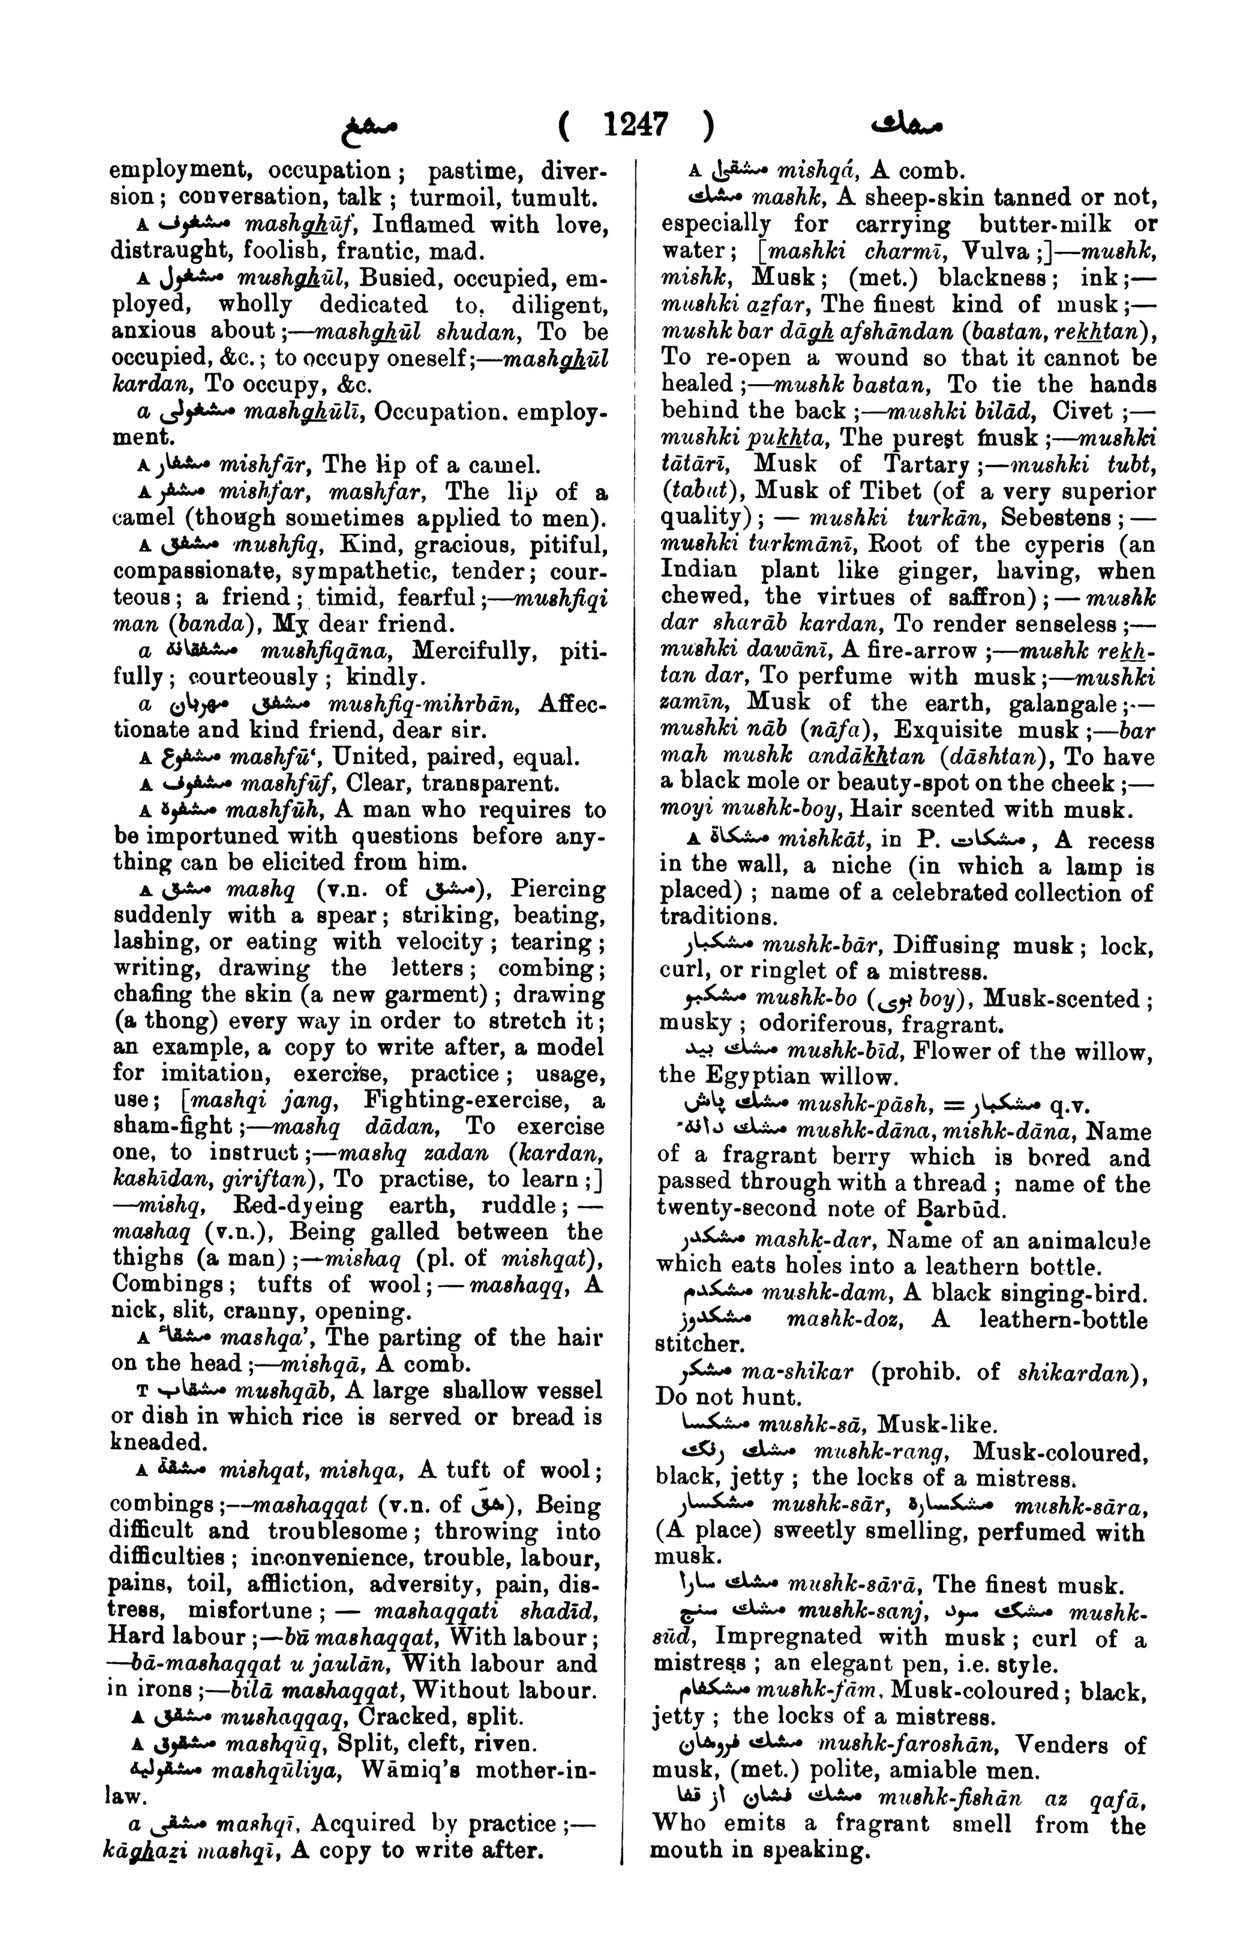 مشغ ( 1247 ) مشك
employment, occupation; pastime, diver-
sion; conversation, talk; turmoil, tumult.
A مشغوف mashghūf, Inflamed with love,
distraught, foolish, frantic, mad.
A مشغول mushghūl, Busied, occupied, em-
ployed, wholly dedicated to, diligent,
anxious about;—mashghūl shudan, To be
occupied, &c.; to occupy oneself;—mashghūl
kardan, To occupy, &c.
a مشغولی mashghūlī, Occupation. employ-
ment.
A مشفار mishfār, The lip of a camel.
A مشفر mishfar, mashfar, The lip of a
camel (though sometimes applied to men).
A مشفق mushfiq, Kind, gracious, pitiful,
compassionate, sympathetic, tender; cour-
teous; a friend; timid, fearful;—mushfiqi
man (banda), My dear friend.
a مشفقانه mushfiqāna, Mercifully, piti-
fully; courteously; kindly.
a مشفق مهربان mushfiq-mihrbān, Affec-
tionate and kind friend, dear sir.
A مشفوع mashfū‘, United, paired, equal.
A مشفوف mashfūf, Clear, transparent.
A مشفوه mashfūh, A man who requires to
be importuned with questions before any-
thing can be elicited from him.
A مشق mashq (v.n. of مشق), Piercing
suddenly with a spear; striking, beating,
lashing, or eating with velocity; tearing;
writing, drawing the letters; combing;
chafing the skin (a new garment); drawing
(a thong) every way in order to stretch it;
an example, a copy to write after, a model
for imitation, exercise, practice; usage,
use; [mashqi jang, Fighting-exercise, a
sham-fight;—mashq dādan, To exercise
one, to instruct;—mashq zadan (kardan,
kashīdan, giriftan), To practise, to learn;]
—mishq, Red-dyeing earth, ruddle;—
mashaq (v.n.), Being galled between the
thighs (a man);—mishaq (pl. of mishqat),
Combings; tufts of wool;—mashaqq, A
nick, slit, cranny, opening.
A مشقأ mashqa’, The parting of the hair
on the head;—mishqā, A comb.
T مشقاب mushqāb, A large shallow vessel
or dish in which rice is served or bread is
kneaded.
A مشقة mishqat, mishqa, A tuft of wool;
combings;—mashaqqat (v.n. of شقّ), Being
difficult and troublesome; throwing into
difficulties; inconvenience, trouble, labour,
pains, toil, affliction, adversity, pain, dis-
tress, misfortune;—mashaqqati shadīd,
Hard labour;—bā mashaqqat, With labour;
—bā-mashaqqat u jaulān, With labour and
in irons;—bilā mashaqqat, Without labour.
A مشقق mushaqqaq, Cracked, split.
A مشقوق mashqūq, Split, cleft, riven.
مشقولیه mashqūliya, Wāmiq's mother-in-
law.
a مشقی mashqī, Acquired by practice;—
kāghazi mashqī, A copy to write after.
A مشقی mishqá, A comb.
مشك mashk, A sheep-skin tanned or not,
especially for carrying butter-milk or
water; [mashki charmī, Vulva;]—mushk,
mishk, Musk; (met.) blackness; ink;—
mushki azfar, The finest kind of musk;—
mushk bar dāgh afshāndan (bastan, rekhtan),
To re-open a wound so that it cannot be
healed;—mushk bastan, To tie the hands
behind the back;—mushki bilād, Civet;—
mushki pukhta, The purest musk;—mushki
tātārī, Musk of Tartary;—mushki tubt,
(tabut), Musk of Tibet (of a very superior
quality);—mushki turkān, Sebestens;—
mushki turkmānī, Root of the cyperis (an
Indian plant like ginger, having, when
chewed, the virtues of saffron);—mushk
dar sharāb kardan, To render senseless;—
mushki dawānī, A fire-arrow;—mushk rekh-
tan dar, To perfume with musk;—mushki
zamīn, Musk of the earth, galangale;—
mushki nāb (nāfa), Exquisite musk;—bar
mah mushk andākhtan (dāshtan), To have
a black mole or beauty-spot on the cheek;—
moyi mushk-boy, Hair scented with musk.
A مشكاة mishkāt, in P. مشكات, A recess
in the wall, a niche (in which a lamp is
placed); name of a celebrated collection of
traditions.
مشكبار mushk-bār, Diffusing musk; lock,
curl, or ringlet of a mistress.
مشكبو mushk-bo (بوی boy), Musk-scented;
musky; odoriferous, fragrant.
مشك بيد mushk-bīd, Flower of the willow,
the Egyptian willow.
مشك پاش mushk-pāsh, = مشكبار q.v.
مشك دانه mushk-dāna, mishk-dāna, Name
of a fragrant berry which is bored and
passed through with a thread; name of the
twenty-second note of Barbūd.
مشكدر mashk-dar, Name of an animalcule
which eats holes into a leathern bottle.
مشكدم mushk-dam, A black singing-bird.
مشكدوز mashk-doz, A leathern-bottle
stitcher.
مشكر ma-shikar (prohib. of shikardan),
Do not hunt.
مشكسا mushk-sā, Musk-like.
مشك رنگ mushk-rang, Musk-coloured,
black, jetty; the locks of a mistress.
مشكسار mushk-sār, مشكساره mushk-sāra,
(A place) sweetly smelling, perfumed with
musk.
مشك سارا mushk-sārā, The finest musk.
مشك سنج mushk-sanj, مشك سود mushk-
sūd, Impregnated with musk; curl of a
mistress; an elegant pen, i.e. style.
مشكفام mushk-fām, Musk-coloured; black,
jetty; the locks of a mistress.
مشك فروشان mushk-faroshān, Venders of
musk, (met.) polite, amiable men.
مشك فشان از قفا mushk-fishān az qafā,
Who emits a fragrant smell from the
mouth in speaking.